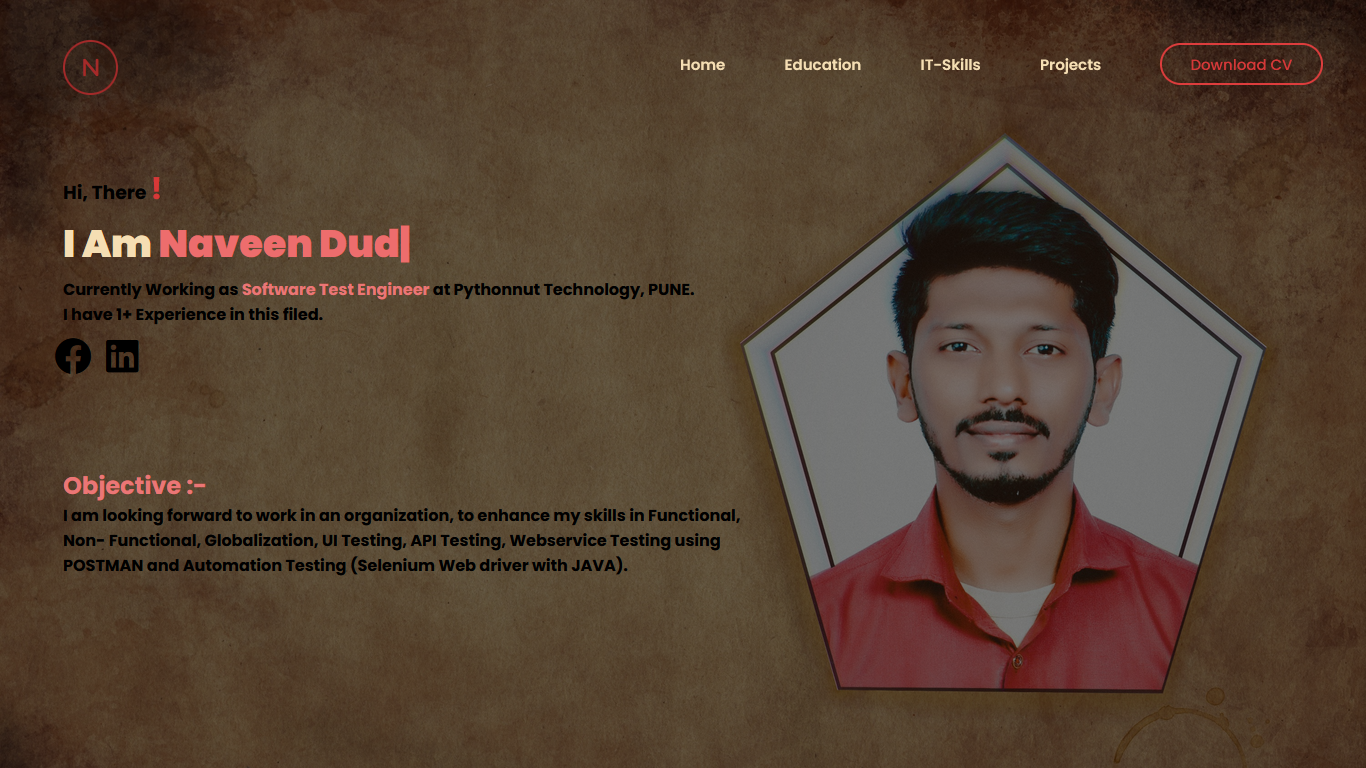 N
Home Education IT-Skills Projects Download CV
Hi, There !
I Am Naveen Dud|
Currently Working as Software Test Engineer at Pythonnut Technology, PUNE.
I have 1+ Experience in this filed.
Objective :-
I am looking forward to work in an organization, to enhance my skills in Functional,
Non- Functional, Globalization, UI Testing, API Testing, Webservice Testing using
POSTMAN and Automation Testing (Selenium Web driver with JAVA).